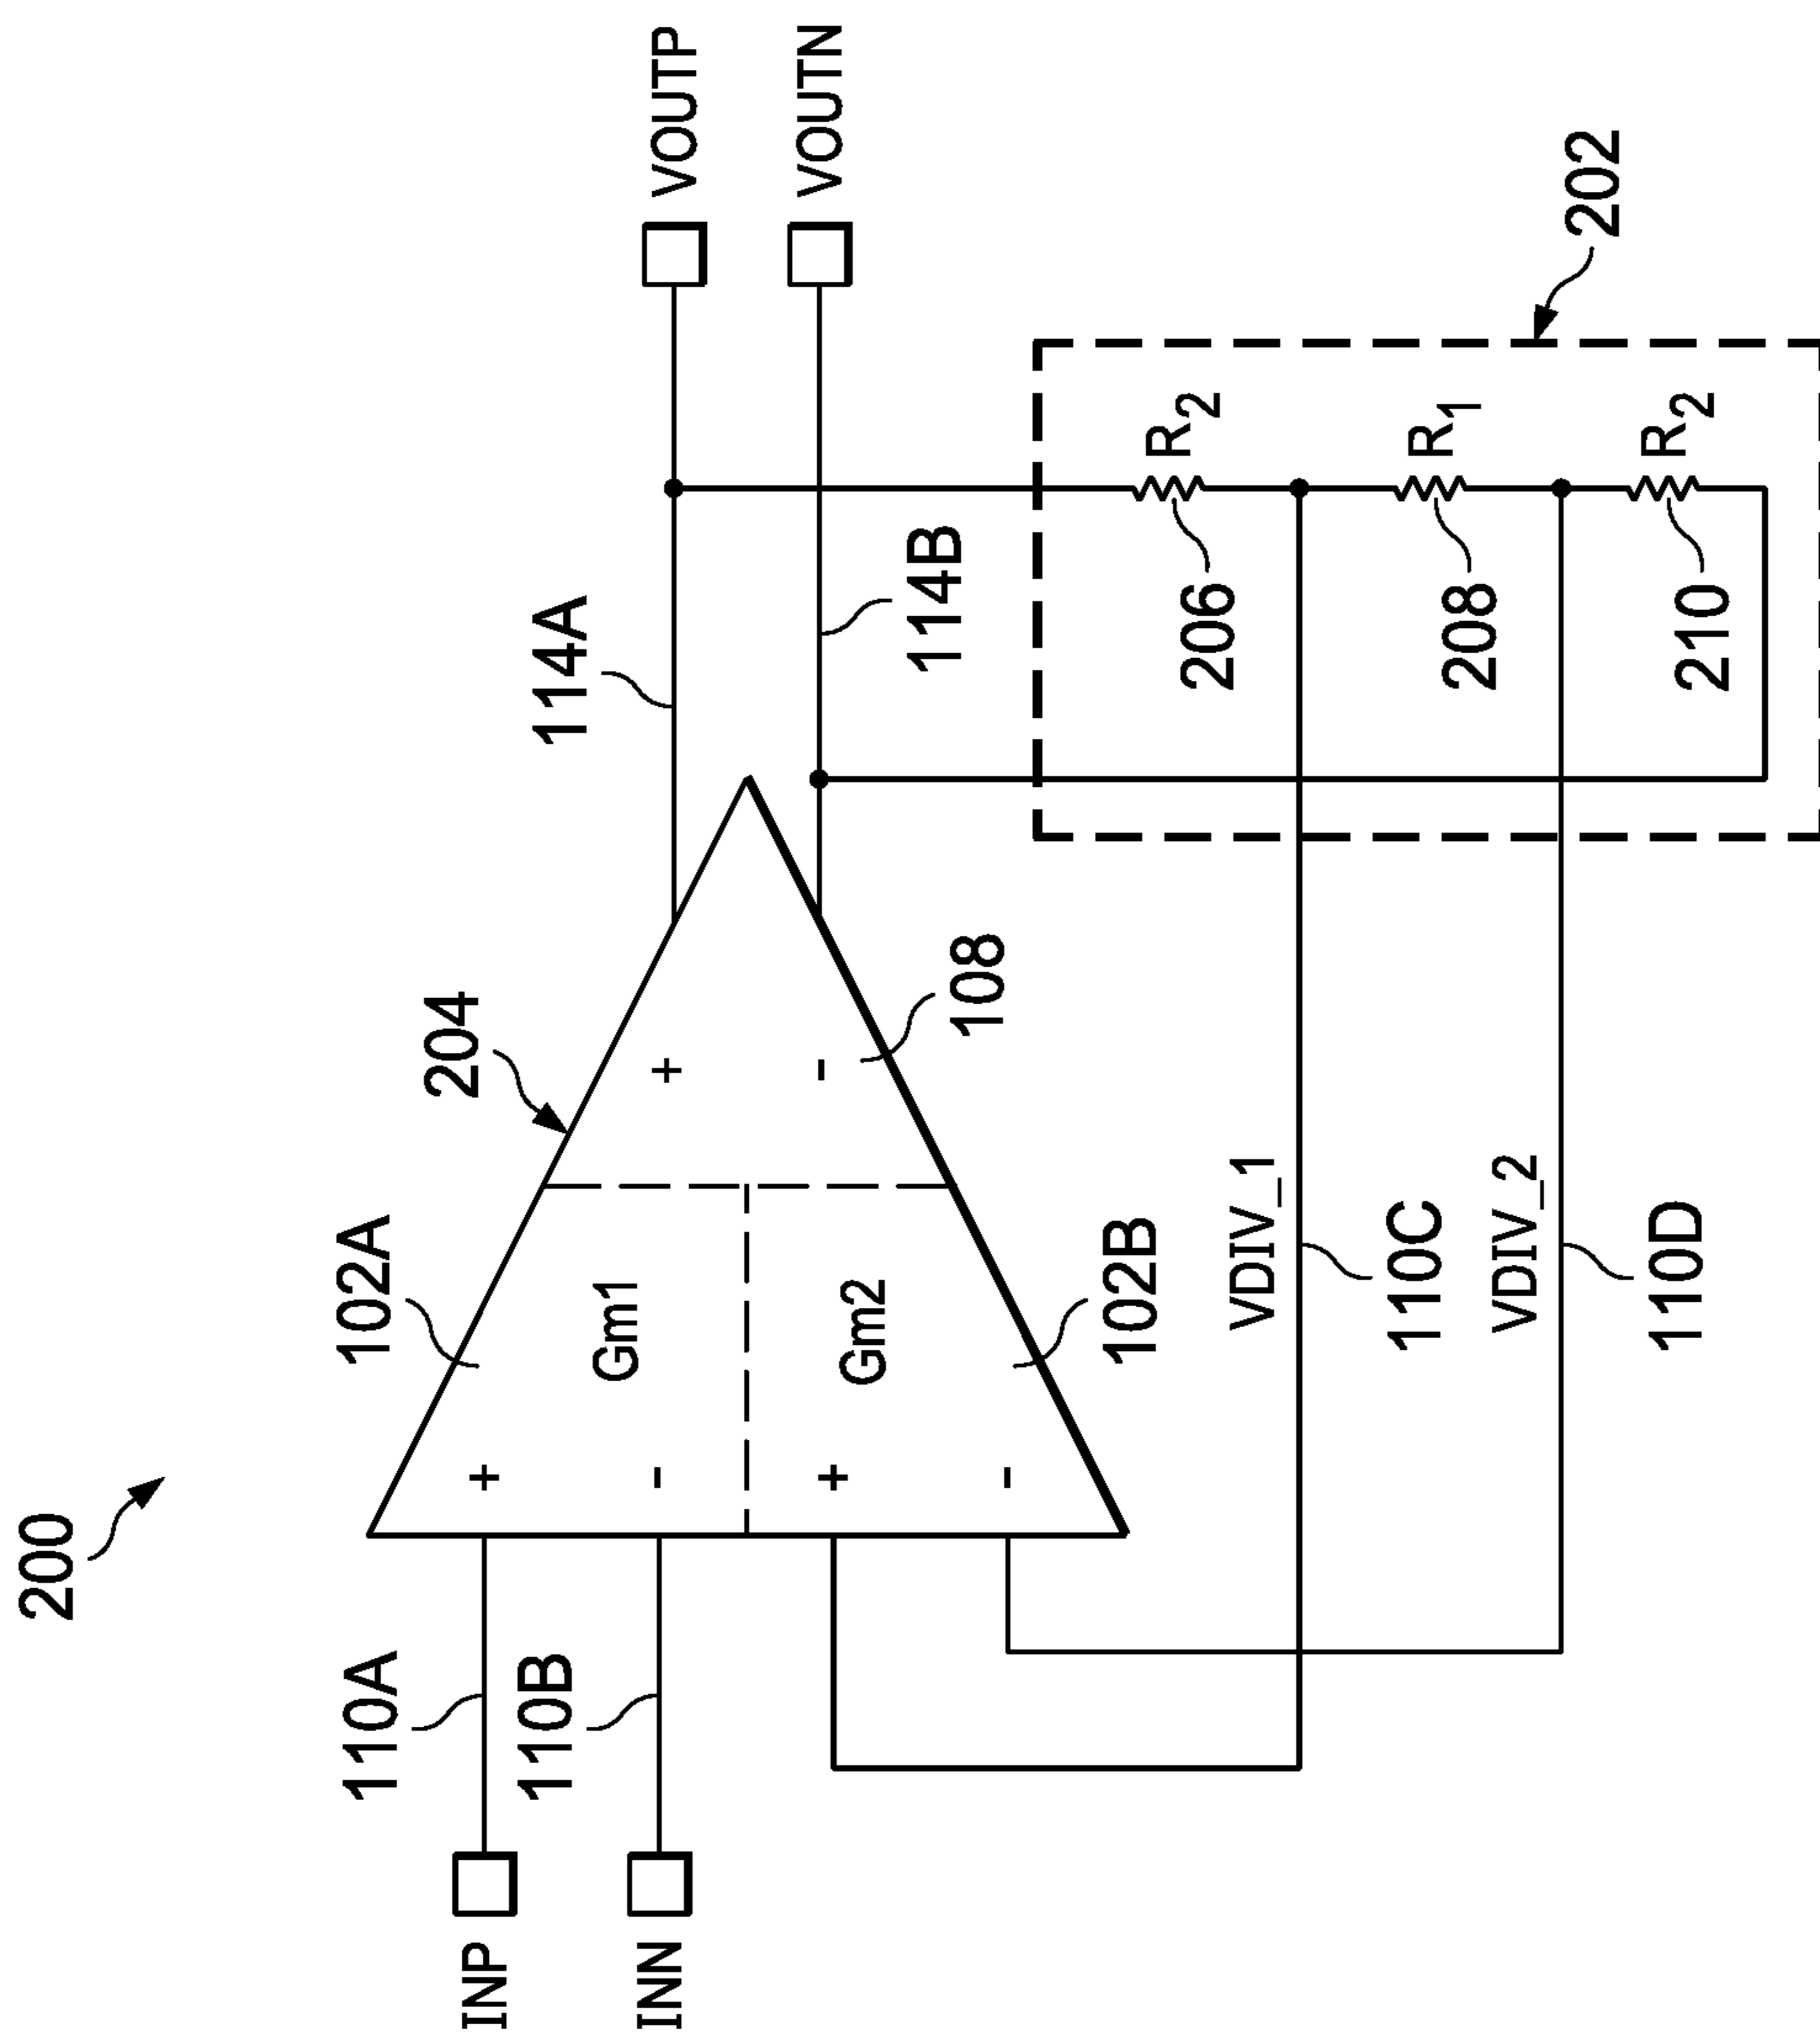 200
204
102A
110A
INP
110B
INN
+
-
+
-
Gm1
Gm2
+
-
102B
108
114A
VOUTP
VOUTN
114B
202
206
R2
208
R1
210
R2
VDIV_1
110C
VDIV_2
110D